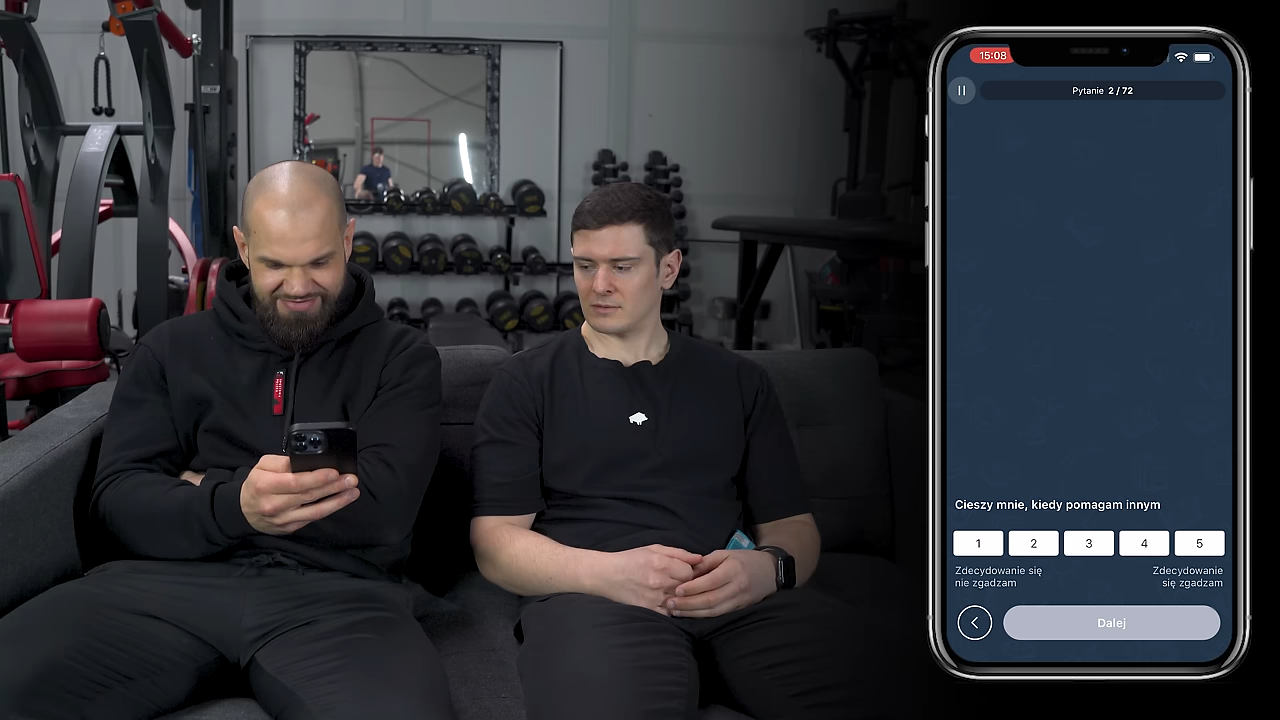 15:08
Pytanie 2 / 72
Cieszy mnie, kiedy pomagam innym
1 2 3 4 5
Zdecydowanie się
nie zgadzam
Zdecydowanie
się zgadzam
Dalej